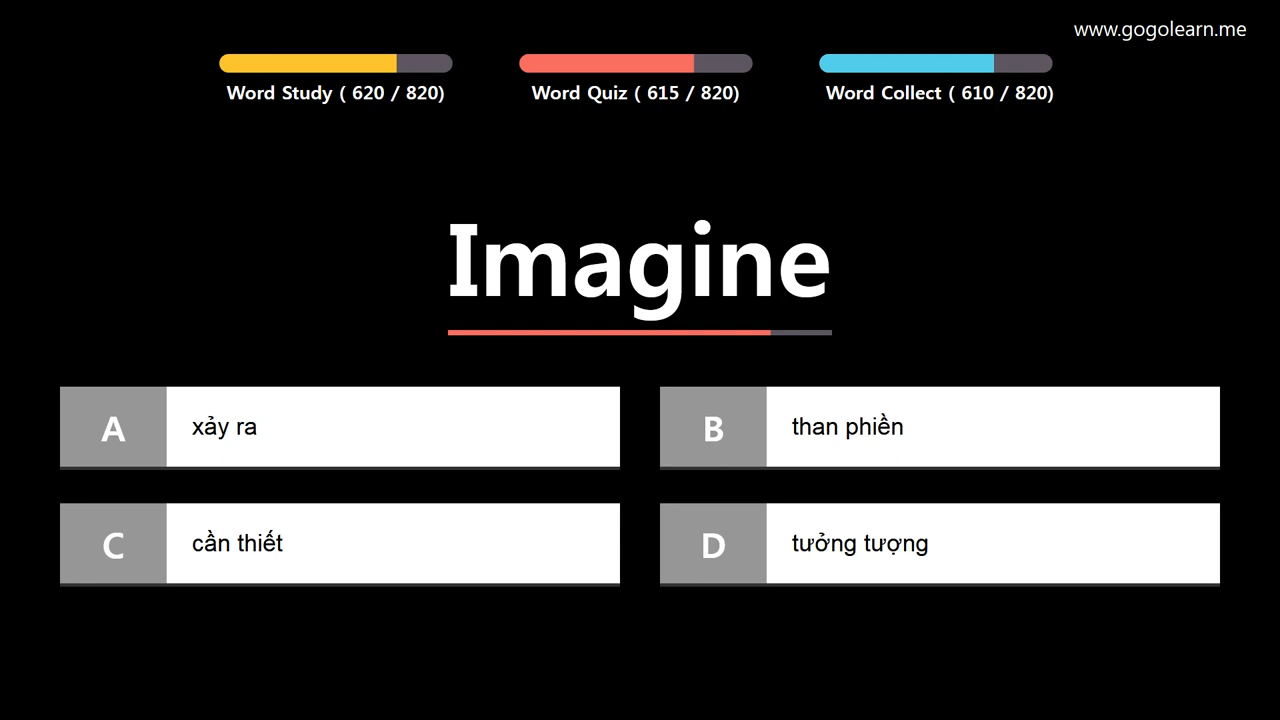 www.gogolearn.me
Word Study ( 620 / 820)
Word Quiz ( 615 / 820)
Word Collect ( 610 / 820)
Imagine
A
xảy ra
B
than phiền
C
cần thiết
D
tưởng tượng